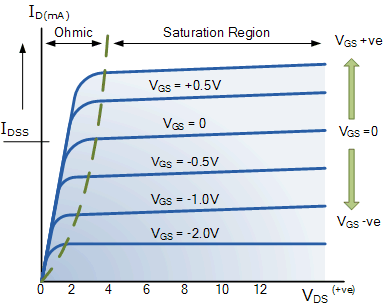 I D(mA)
Ohmic
Saturation Region
VGS +ve
VGS = +0.5V
IDSS
VGS = 0
VGS =0
VGS = -0.5V
VGS = -1.0V
VGS -ve
VGS = -2.0V
0 2 4 6 8 10 12 VDS (+ve)